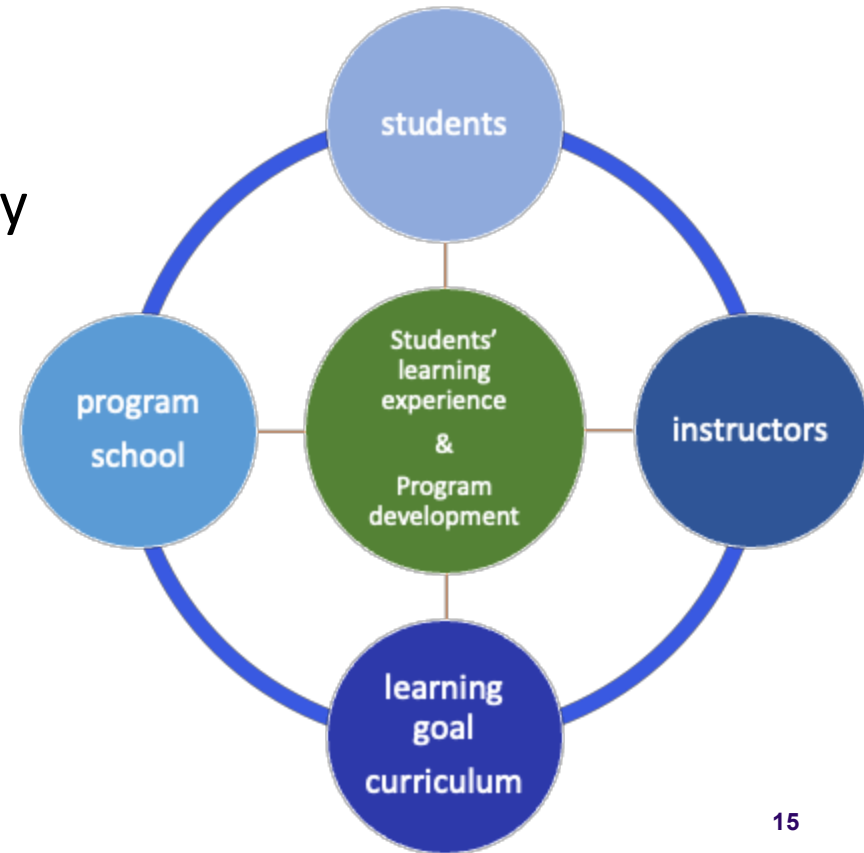 students
y
program
school
Students’
learning
experience
&
Program
development
instructors
learning
goal
curriculum
15